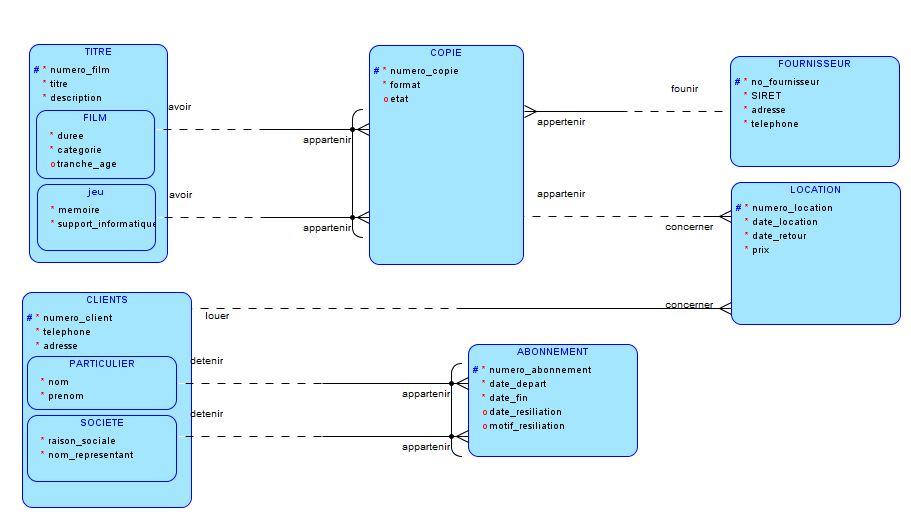 TITRE
# * numero_film
* titre
* description
FILM
* duree
* categorie
o tranche_age
jeu
* memoire
* support_informatique
avoir
appartenir
avoir
appartenir
COPIE
# * numero_copie
* format
o etat
founir
appertenir
FOURNISSEUR
# * no_fournisseur
* SIRET
* adresse
* telephone
appartenir
concerner
LOCATION
# * numero_location
* date_location
* date_retour
* prix
CLIENTS
# * numero_client
* telephone
* adresse
PARTICULIER
* nom
* prenom
SOCIETE
* raison_sociale
* nom_representant
louer
concerner
detenir
appartenir
detenir
appartenir
ABONNEMENT
# * numero_abonnement
* date_depart
* date_fin
o date_resiliation
o motif_resiliation